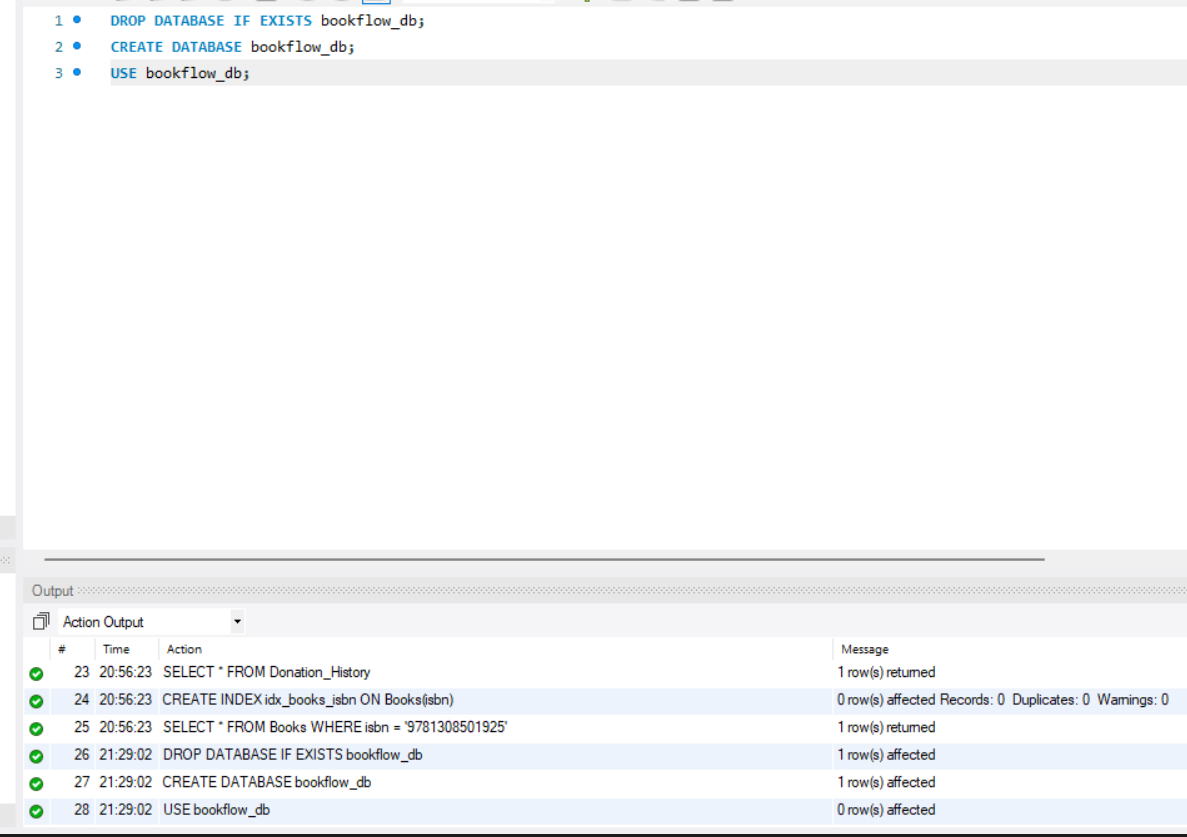 1 DROP DATABASE IF EXISTS bookflow_db;
2 CREATE DATABASE bookflow_db;
3 USE bookflow_db;
Output
Action Output
# Time Action Message
23 20:56:23 SELECT * FROM Donation_History 1 row(s) returned
24 20:56:23 CREATE INDEX idx_books_isbn ON Books(isbn) 0 row(s) affected Records: 0 Duplicates: 0 Warnings: 0
25 20:56:23 SELECT * FROM Books WHERE isbn = '9781308501925' 1 row(s) returned
26 21:29:02 DROP DATABASE IF EXISTS bookflow_db 1 row(s) affected
27 21:29:02 CREATE DATABASE bookflow_db 1 row(s) affected
28 21:29:02 USE bookflow_db 0 row(s) affected